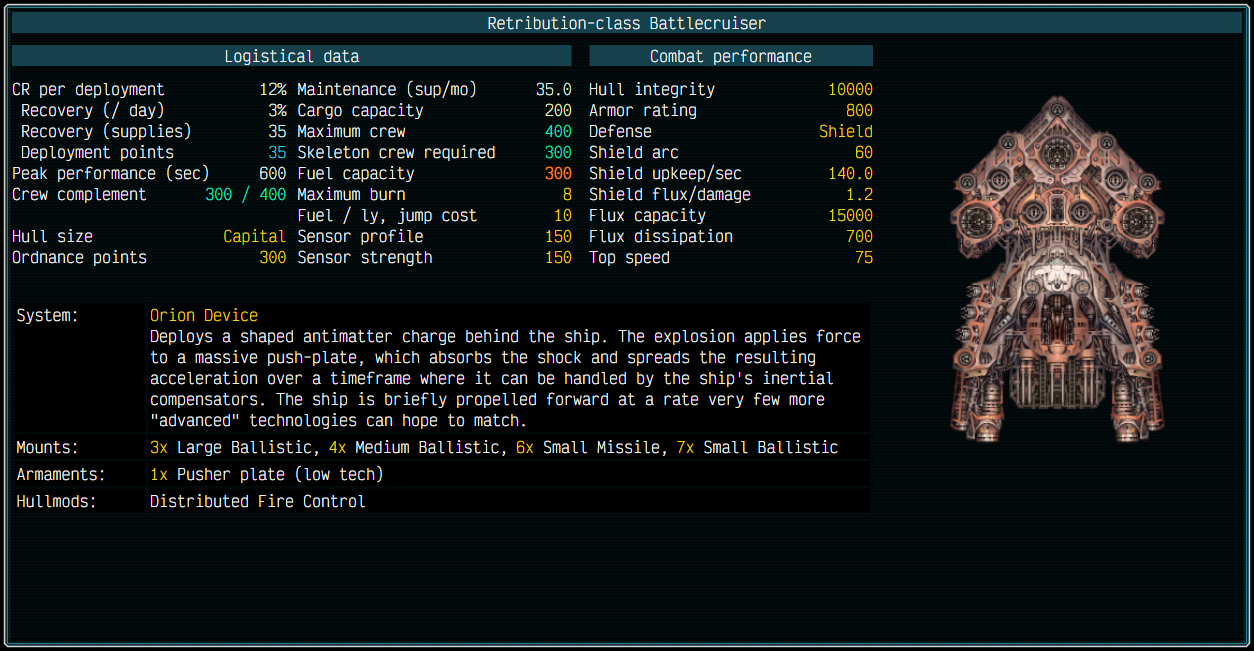 Retribution-class Battlecruiser
Logistical data
CR per deployment 12% Maintenance (sup/mo) 35.0
Recovery (/ day) 3% Cargo capacity 200
Recovery (supplies) 35 Maximum crew 400
Deployment points 35 Skeleton crew required 300
Peak performance (sec) 600 Fuel capacity 300
Crew complement 300 / 400 Maximum burn 8
Fuel / ly, jump cost 10
Hull size Capital Sensor profile 150
Ordnance points 300 Sensor strength 150
Combat performance
Hull integrity 10000
Armor rating 800
Defense Shield
Shield arc 60
Shield upkeep/sec 140.0
Shield flux/damage 1.2
Flux capacity 15000
Flux dissipation 700
Top speed 75
System: Orion Device
Deploys a shaped antimatter charge behind the ship. The explosion applies force
to a massive push-plate, which absorbs the shock and spreads the resulting
acceleration over a timeframe where it can be handled by the ship's inertial
compensators. The ship is briefly propelled forward at a rate very few more
"advanced" technologies can hope to match.
Mounts: 3x Large Ballistic, 4x Medium Ballistic, 6x Small Missile, 7x Small Ballistic
Armaments: 1x Pusher plate (low tech)
Hullmods: Distributed Fire Control